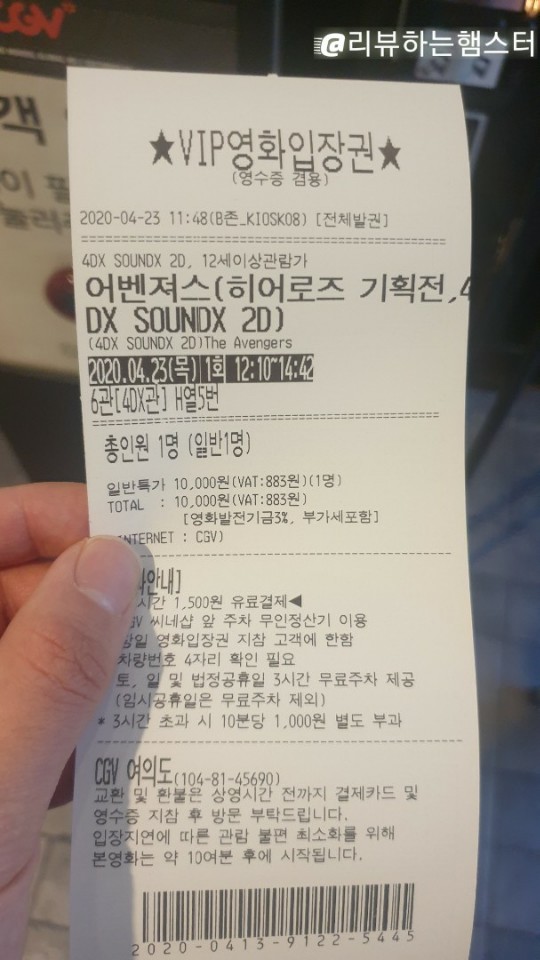 CGV
@리뷰하는햄스터
객
이 필
눌러
★VIP영화입장권★
(영수증 겸용)
2020-04-23 11:48(B존_KIOSK08) [전체발권]
4DX SOUNDX 2D, 12세이상관람가
어벤져스(히어로즈 기획전,4
DX SOUNDX 2D)
(4DX SOUNDX 2D)The Avengers
2020.04.23(목) 1회 12:10~14:42
6관[4DX관] H열5번
총인원 1명 (일반1명)
일반특가 10,000원(VAT:883원)(1명)
TOTAL : 10,000원(VAT:883원)
[영화발전기금3%, 부가세포함]
INTERNET : CGV)
안내]
시간 1,500원 유료결제◀
GV 씨네샵 앞 주차 무인정산기 이용
당일 영화입장권 지참 고객에 한함
차량번호 4자리 확인 필요
토, 일 및 법정공휴일 3시간 무료주차 제공
(임시공휴일은 무료주차 제외)
* 3시간 초과 시 10분당 1,000원 별도 부과
CGV 여의도(104-81-45690)
교환 및 환불은 상영시간 전까지 결제카드 및
영수증 지참 후 방문 부탁드립니다.
입장지연에 따른 관람 불편 최소화를 위해
본영화는 약 10여분 후에 시작됩니다.
2020-0413-9122-5445